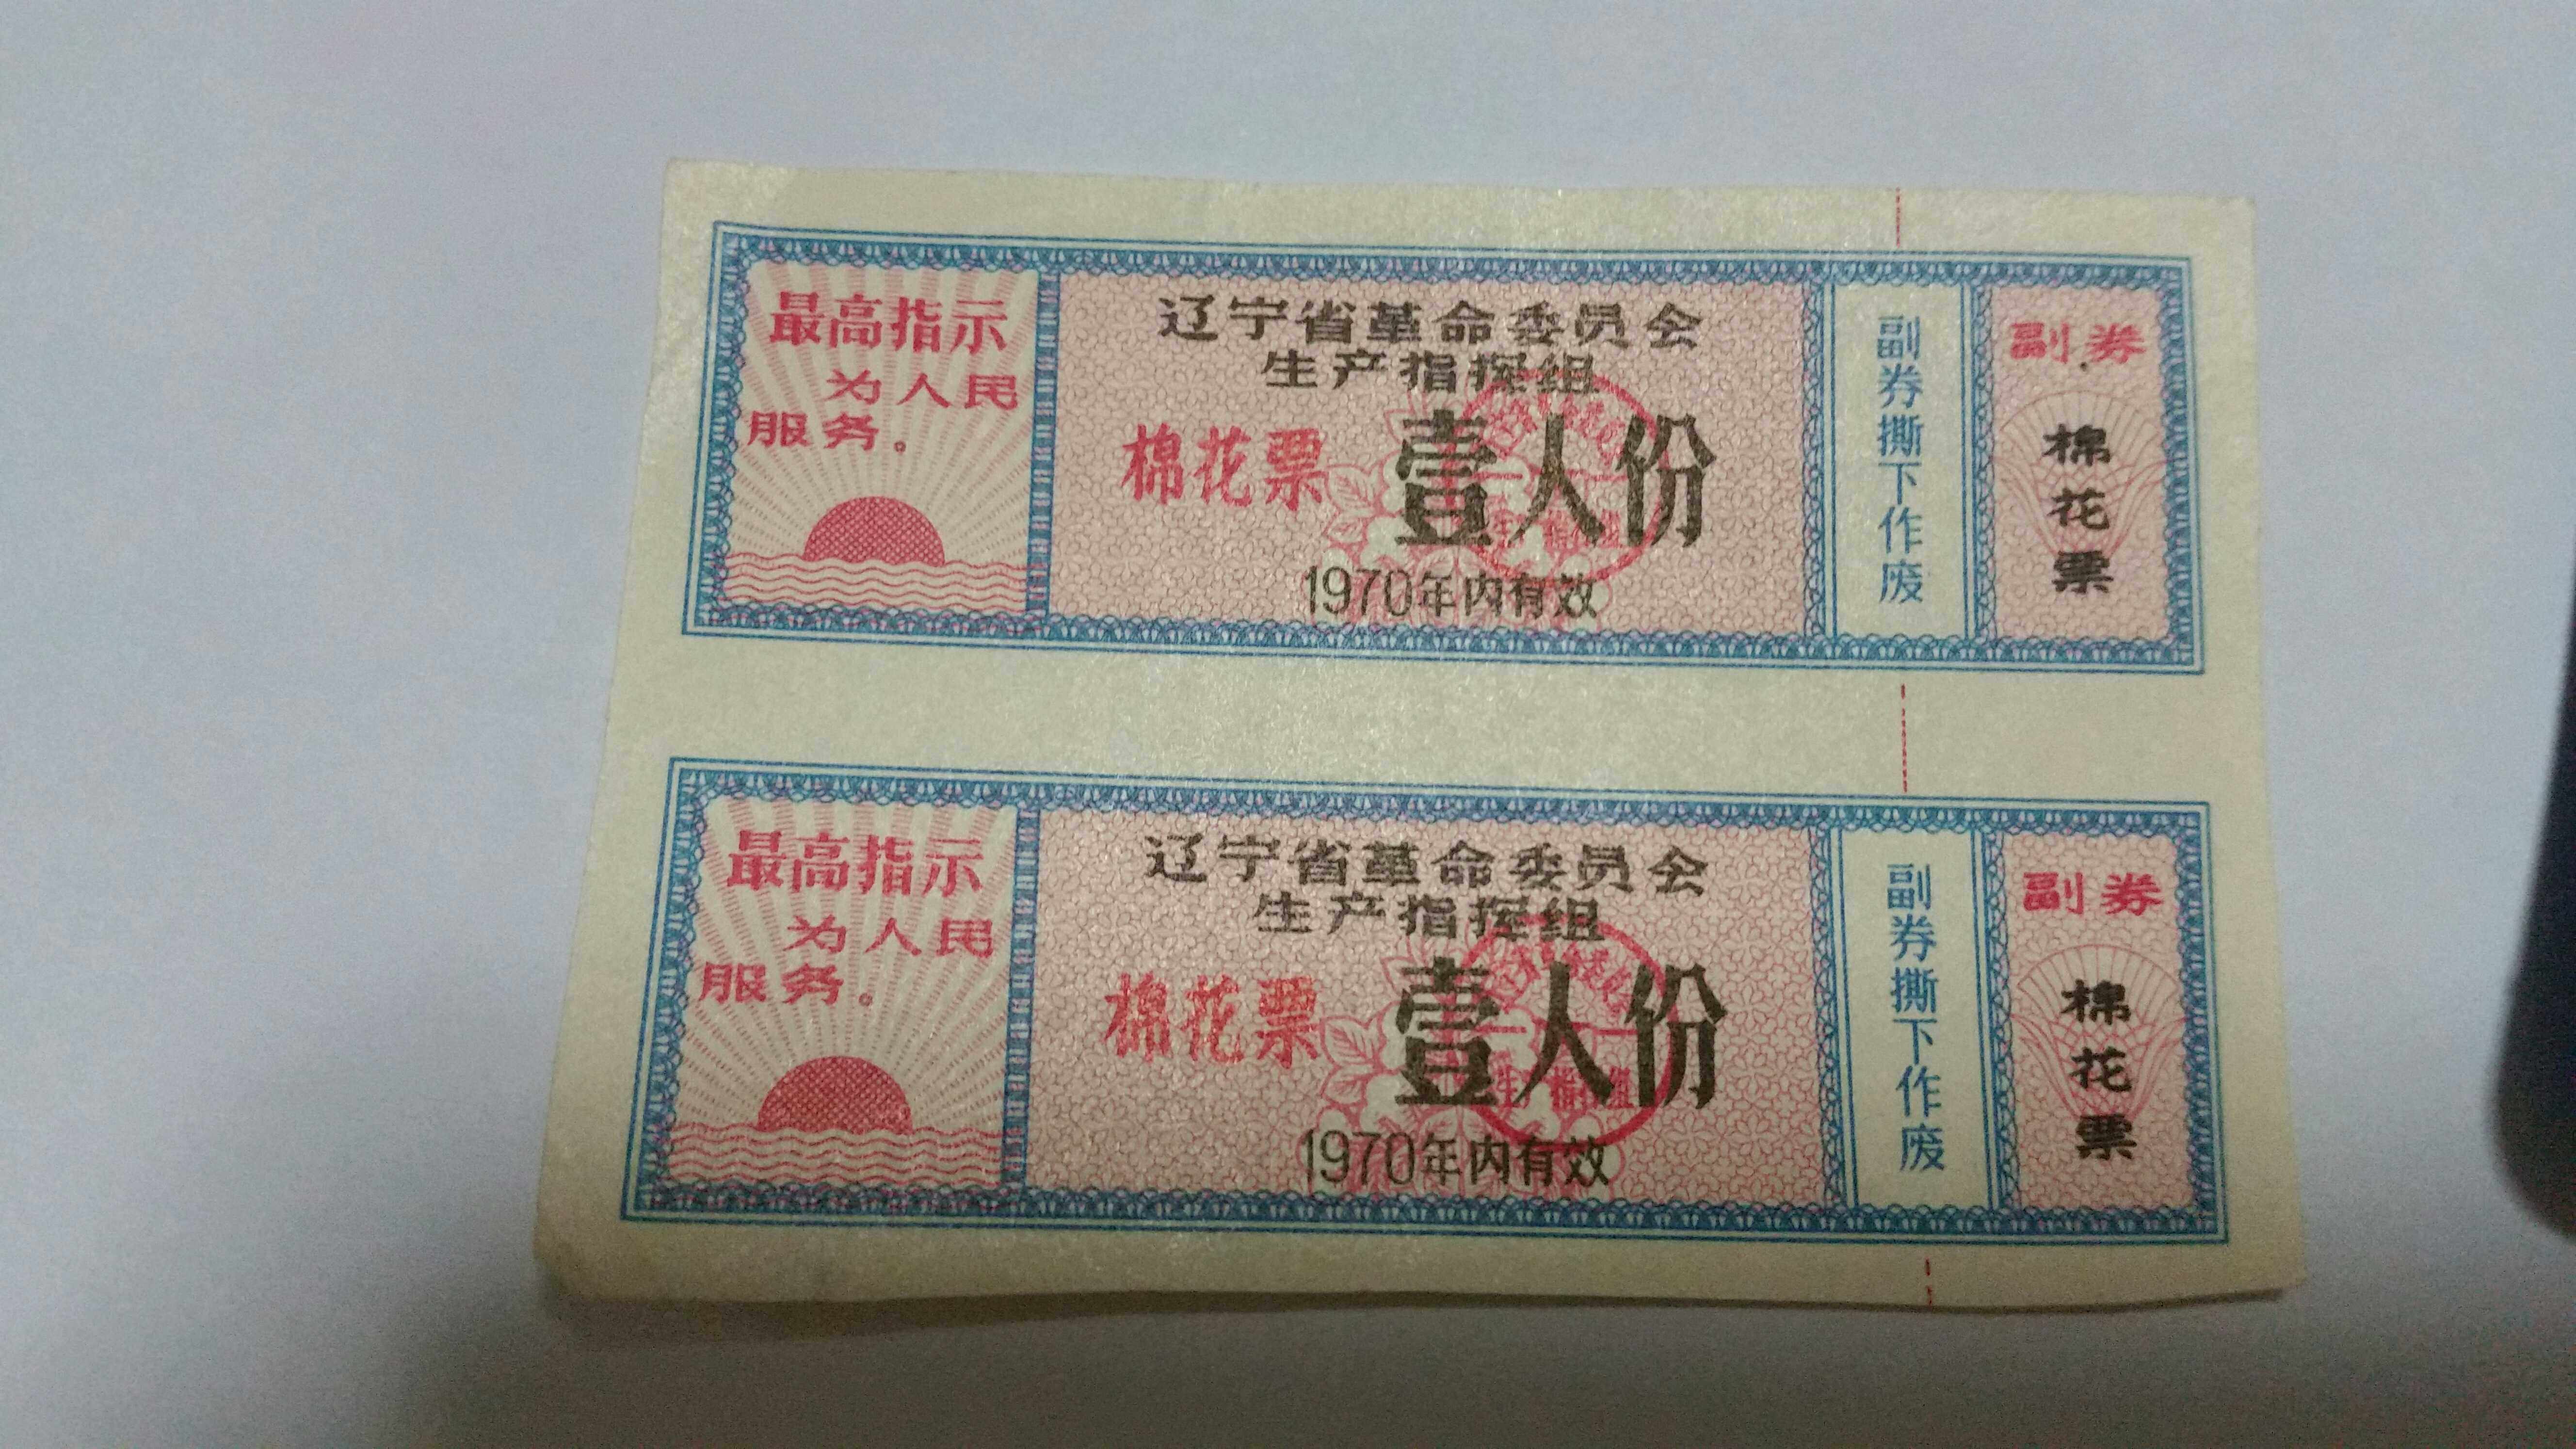 最高指示
为人民
服务。
辽宁省革命委员会
生产指挥组
棉花票 壹人份
1970年内有效
副券撕下作废
副券
棉花票
最高指示
为人民
服务。
辽宁省革命委员会
生产指挥组
棉花票 壹人份
1970年内有效
副券撕下作废
副券
棉花票